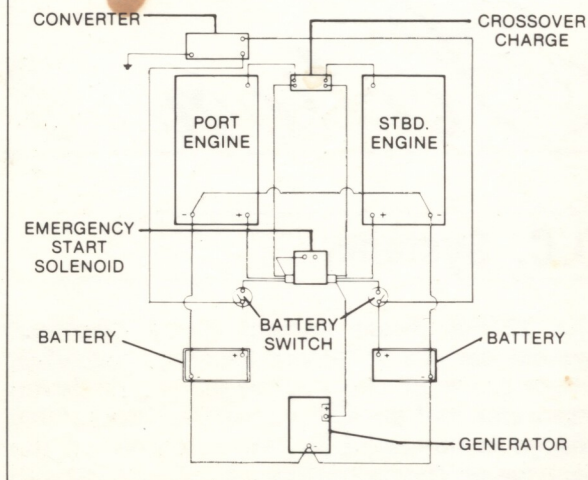 CONVERTER
CROSSOVER
CHARGE
PORT
ENGINE
STBD.
ENGINE
- +
+ -
EMERGENCY
START
SOLENOID
BATTERY
SWITCH
BATTERY
+
-
BATTERY
+
-
-
GENERATOR